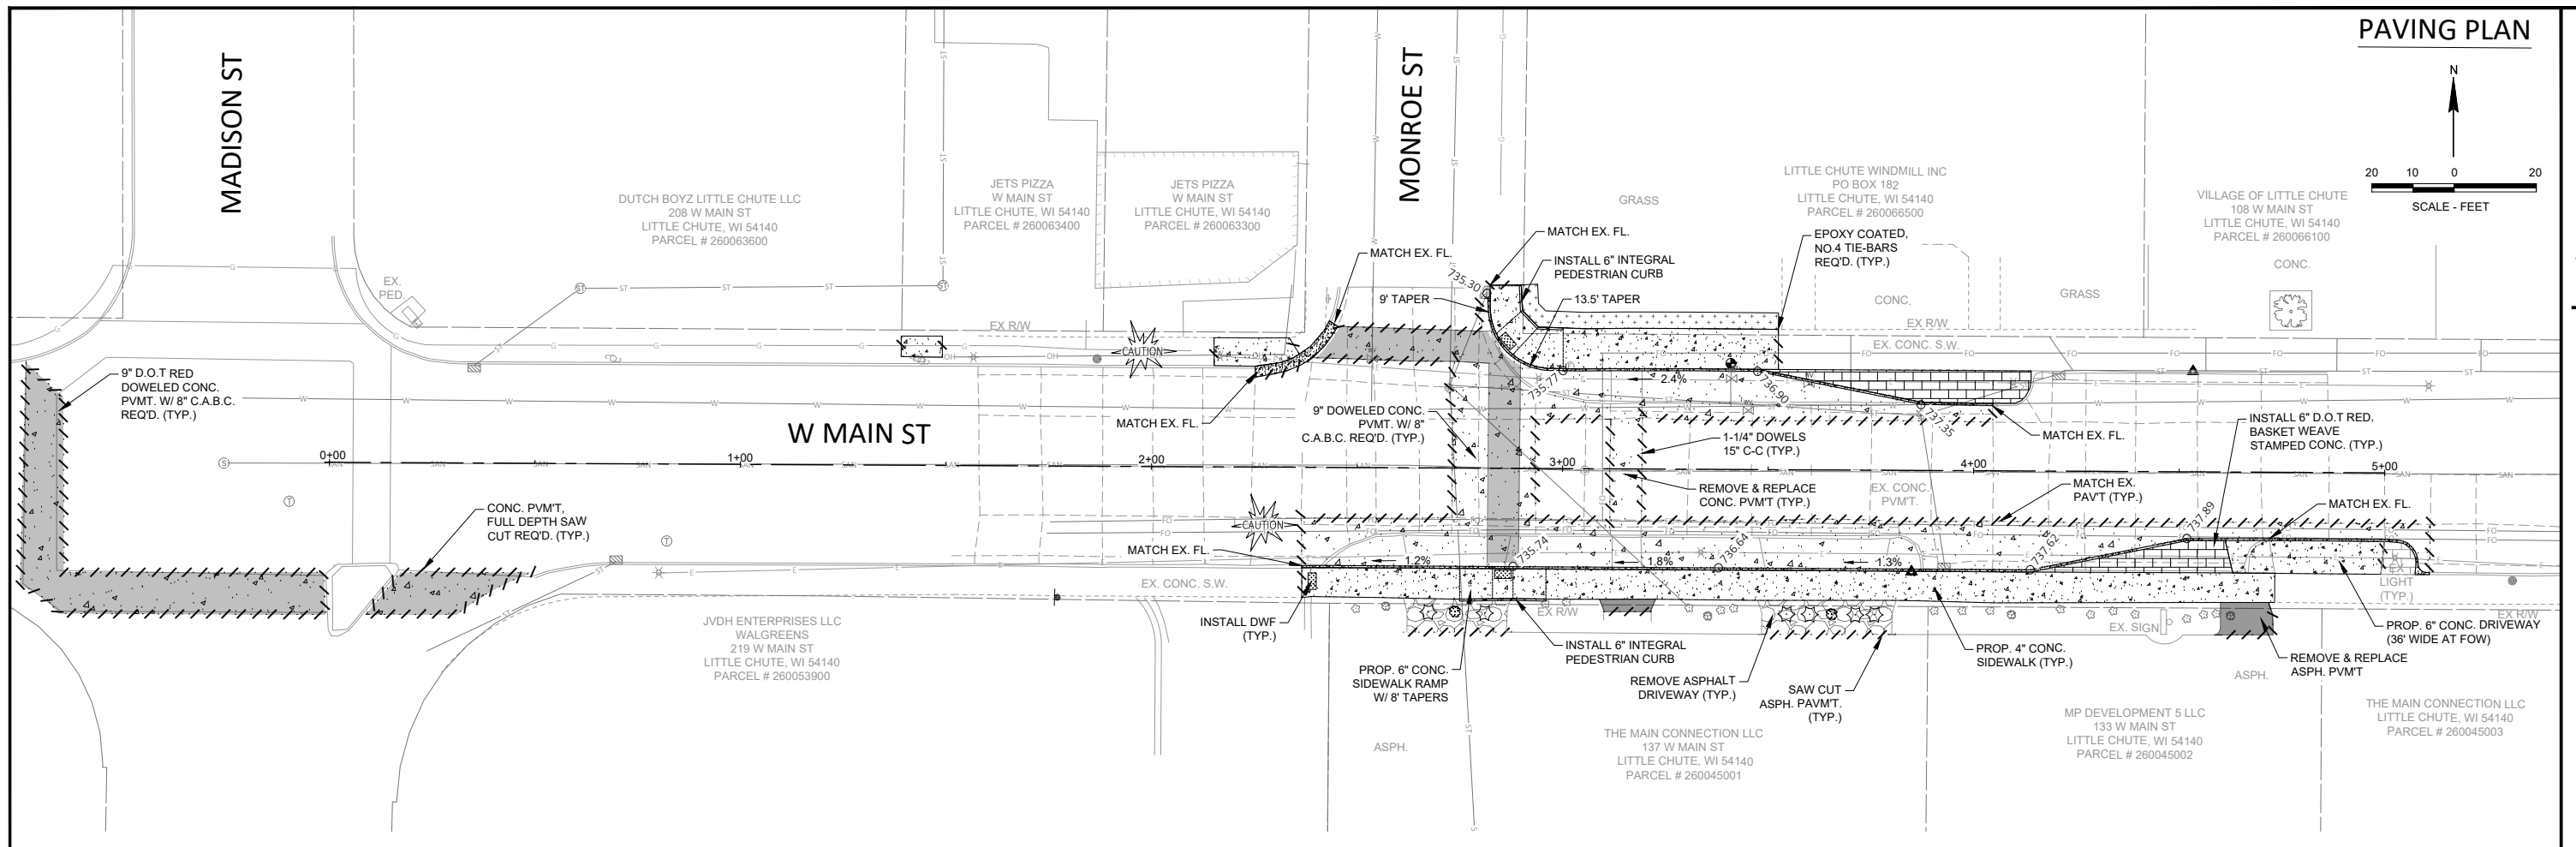 PAVING PLAN
N
20 10 0 20
SCALE - FEET
MADISON ST
MONROE ST
W MAIN ST
DUTCH BOYZ LITTLE CHUTE LLC
208 W MAIN ST
LITTLE CHUTE, WI 54140
PARCEL # 260063600
JETS PIZZA
W MAIN ST
LITTLE CHUTE, WI 54140
PARCEL # 260063400
JETS PIZZA
W MAIN ST
LITTLE CHUTE, WI 54140
PARCEL # 260063300
GRASS
LITTLE CHUTE WINDMILL INC
PO BOX 182
LITTLE CHUTE, WI 54140
PARCEL # 260066500
VILLAGE OF LITTLE CHUTE
108 W MAIN ST
LITTLE CHUTE, WI 54140
PARCEL # 260066100
CONC.
EX.
PED.
MATCH EX. FL.
MATCH EX. FL.
INSTALL 6" INTEGRAL
PEDESTRIAN CURB
EPOXY COATED,
NO.4 TIE-BARS
REQ'D. (TYP.)
735.30
9' TAPER
13.5' TAPER
CONC.
GRASS
EX R/W
EX R/W
EX. CONC. S.W.
CAUTION
9" D.O.T RED
DOWELED CONC.
PVMT. W/ 8" C.A.B.C.
REQ'D. (TYP.)
2.4%
735.77
736.90
737.35
MATCH EX. FL.
9" DOWELED CONC.
PVMT. W/ 8"
C.A.B.C. REQ'D. (TYP.)
1-1/4" DOWELS
15" C-C (TYP.)
MATCH EX. FL.
INSTALL 6" D.O.T RED,
BASKET WEAVE
STAMPED CONC. (TYP.)
0+00
1+00
2+00
3+00
4+00
5+00
REMOVE & REPLACE
CONC. PVM'T (TYP.)
EX. CONC.
PVM'T.
MATCH EX.
PAV'T (TYP.)
CONC. PVM'T,
FULL DEPTH SAW
CUT REQ'D. (TYP.)
CAUTION
737.89
MATCH EX. FL.
MATCH EX. FL.
1.2%
735.74
1.8%
736.64
1.3%
737.62
EX. CONC. S.W.
EX
LIGHT
(TYP.)
EX R/W
EX R/W
EX. SIGN
JVDH ENTERPRISES LLC
WALGREENS
219 W MAIN ST
LITTLE CHUTE, WI 54140
PARCEL # 260053900
INSTALL DWF
(TYP.)
INSTALL 6" INTEGRAL
PEDESTRIAN CURB
PROP. 6" CONC.
SIDEWALK RAMP
W/ 8' TAPERS
REMOVE ASPHALT
DRIVEWAY (TYP.)
SAW CUT
ASPH. PAVM'T.
(TYP.)
PROP. 4" CONC.
SIDEWALK (TYP.)
PROP. 6" CONC. DRIVEWAY
(36' WIDE AT FOW)
REMOVE & REPLACE
ASPH. PVM'T
ASPH.
ASPH.
THE MAIN CONNECTION LLC
137 W MAIN ST
LITTLE CHUTE, WI 54140
PARCEL # 260045001
MP DEVELOPMENT 5 LLC
133 W MAIN ST
LITTLE CHUTE, WI 54140
PARCEL # 260045002
THE MAIN CONNECTION LLC
LITTLE CHUTE, WI 54140
PARCEL # 260045003